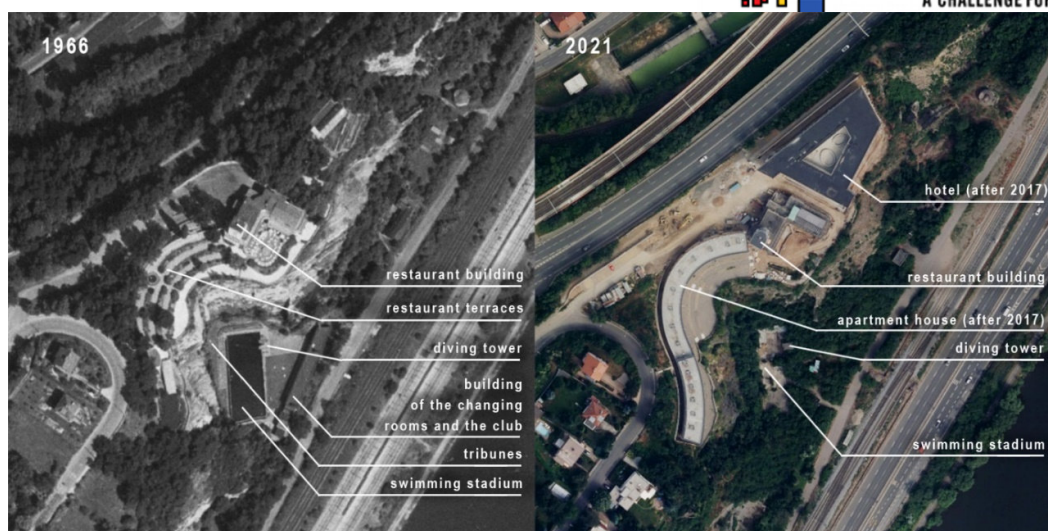 A CHALLENGE FOR
1966
restaurant building
restaurant terraces
diving tower
building
of the changing
rooms and the club
tribunes
swimming stadium
2021
hotel (after 2017)
restaurant building
apartment house (after 2017)
diving tower
swimming stadium